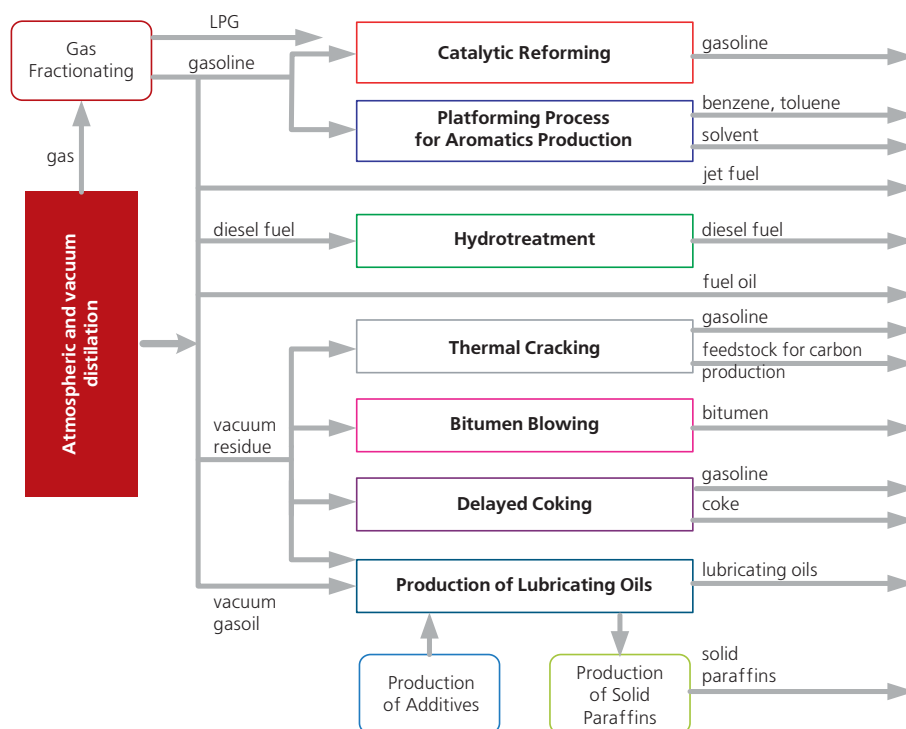 LPG
Gas
Fractionating
gasoline
Catalytic Reforming
gasoline
benzene, toluene
Platforming Process
for Aromatics Production
solvent
gas
jet fuel
diesel fuel
Hydrotreatment
diesel fuel
fuel oil
Atmospheric and vacuum
distilation
gasoline
Thermal Cracking
feedstock for carbon
production
vacuum
residue
Bitumen Blowing
bitumen
gasoline
Delayed Coking
coke
Production of Lubricating Oils
lubricating oils
vacuum
gasoil
Production
of Additives
Production
of Solid
Paraffins
solid
paraffins